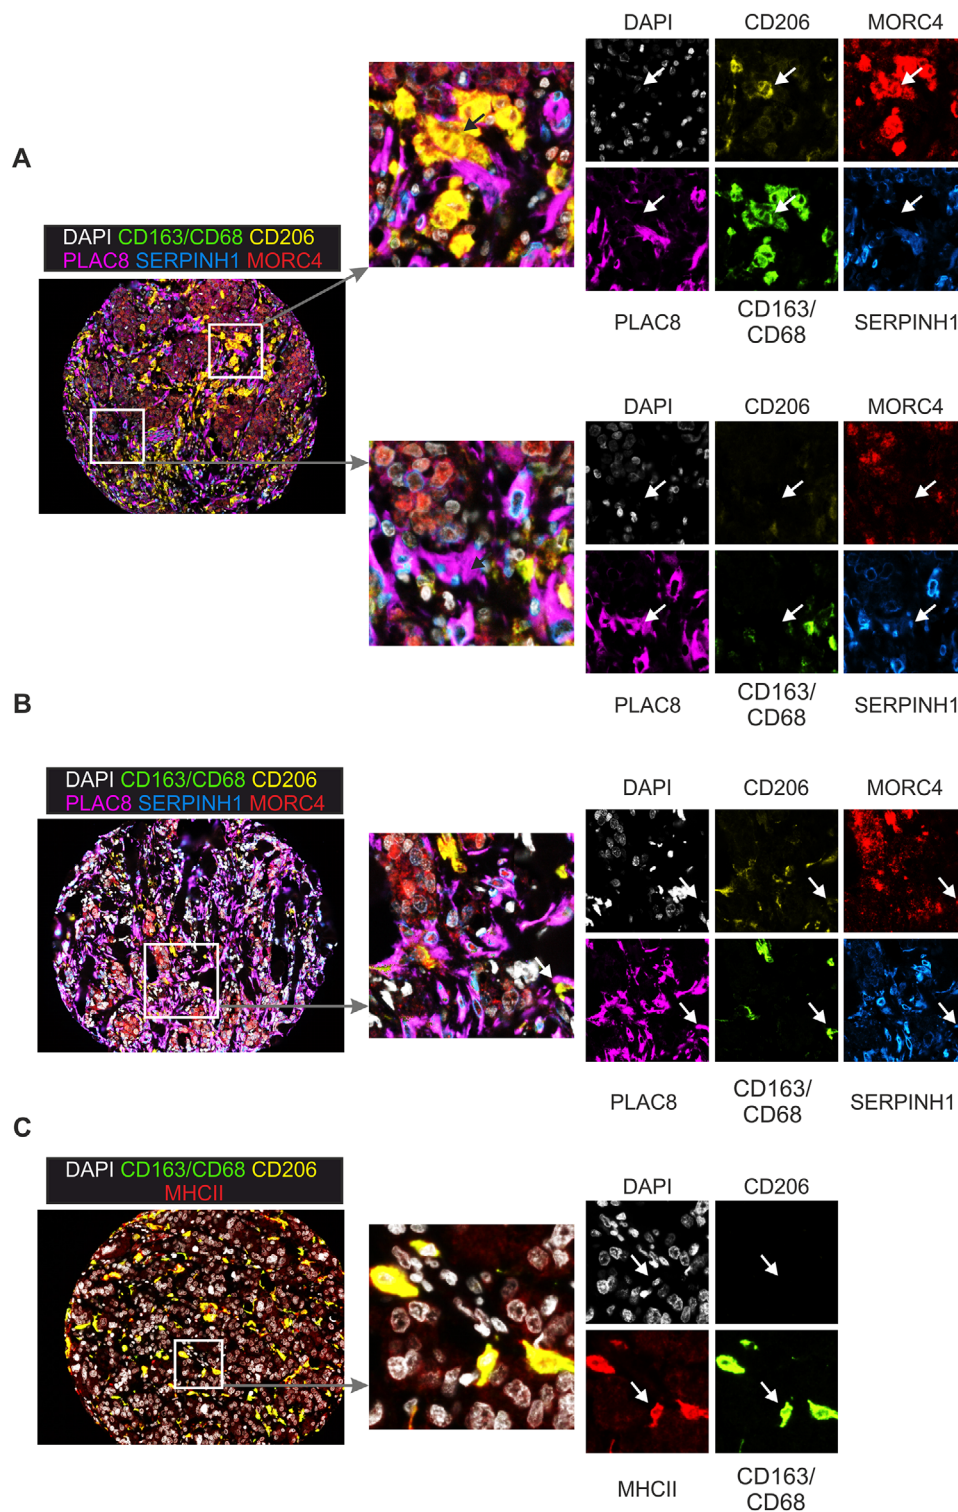 DAPI CD206 MORC4
A
DAPI CD163/CD68 CD206
PLAC8 SERPINH1 MORC4
PLAC8 CD163/ SERPINH1
CD68
DAPI CD206 MORC4
PLAC8 CD163/ SERPINH1
CD68
B
DAPI CD163/CD68 CD206
PLAC8 SERPINH1 MORC4
DAPI CD206 MORC4
PLAC8 CD163/ SERPINH1
CD68
C
DAPI CD163/CD68 CD206
MHCII
DAPI CD206
MHCII CD163/
CD68